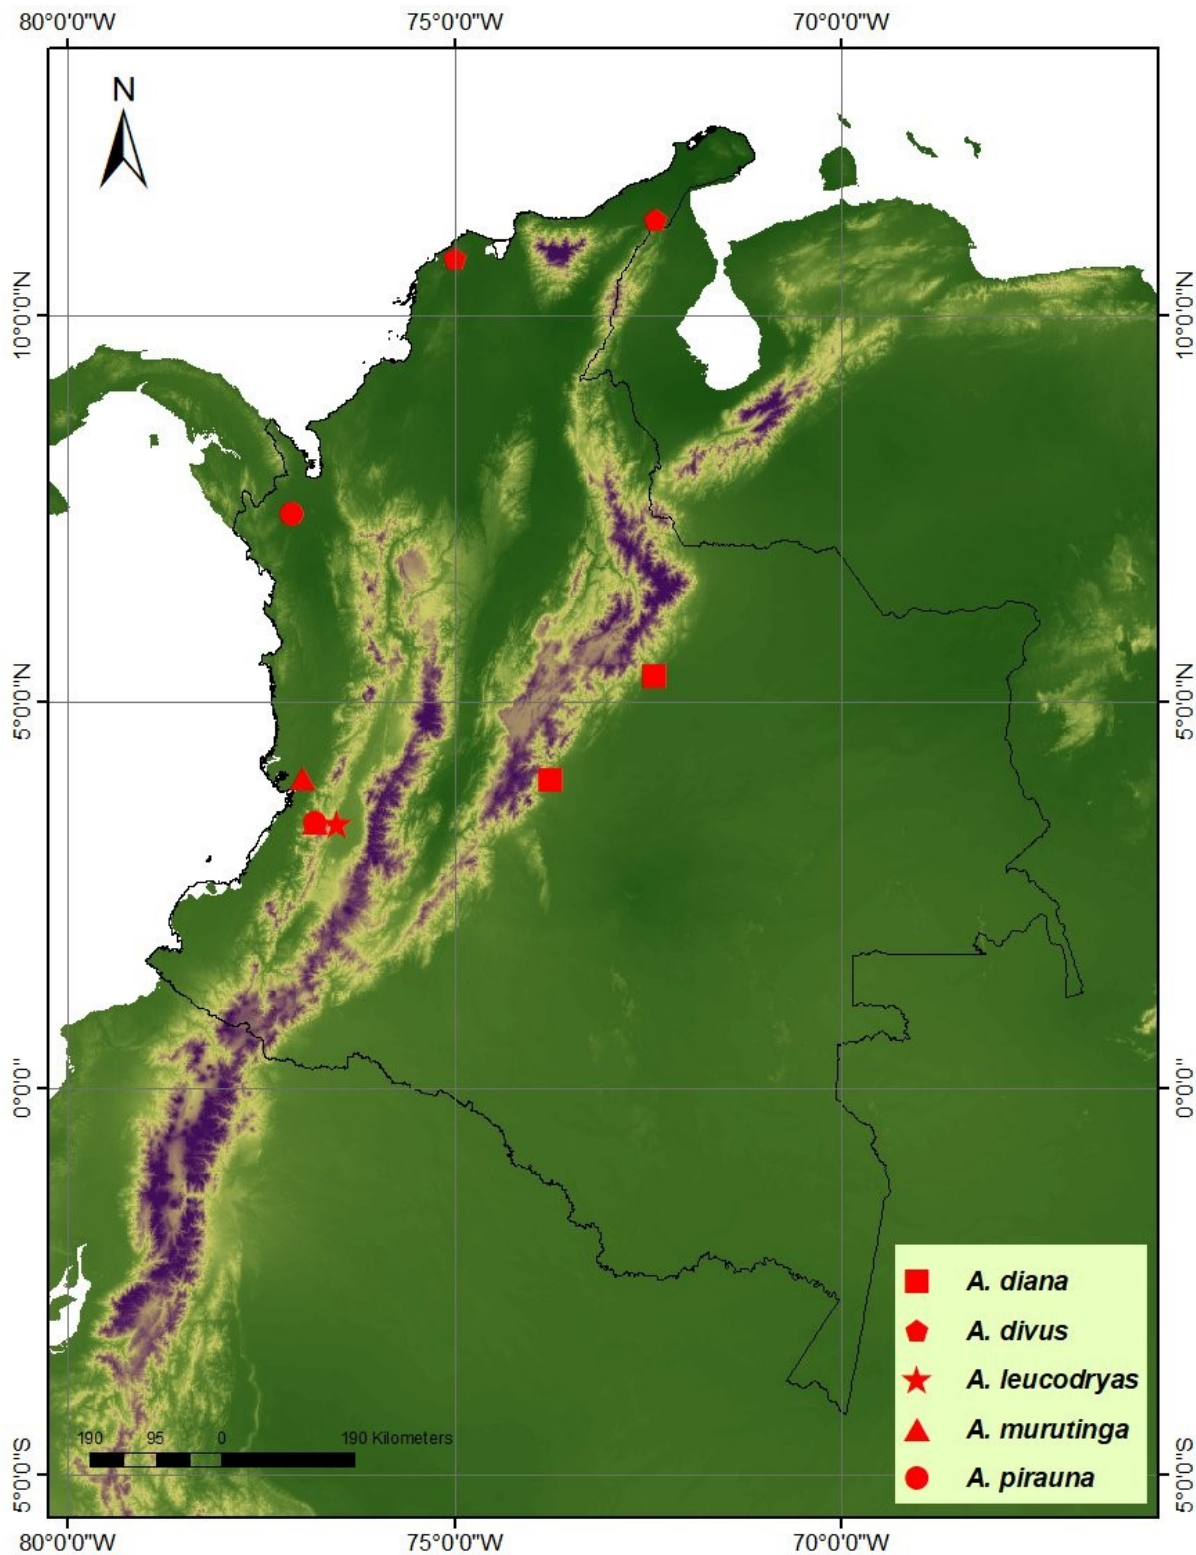 80°0'0"W 75°0'0"W 70°0'0"W
N
10°0'0"N 10°0'0"N
5°0'0"N 5°0'0"N
0°0'0" 0°0'0"
A. diana
A. divus
A. leucodryas
A. murutinga
A. pirauna
190 95 0 190 Kilometers
5°0'0"S 5°0'0"S
80°0'0"W 75°0'0"W 70°0'0"W